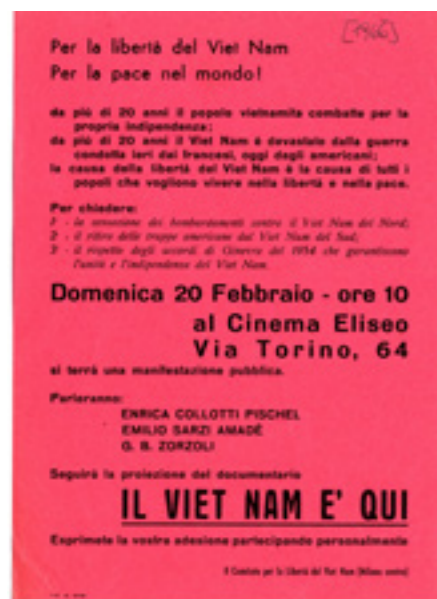 [1966]
Per la libertà del Viet Nam
Per la pace nel mondo!
da più di 20 anni il popolo vietnamita combatte per la
propria indipendenza;
da più di 20 anni il Viet Nam è devastato dalla guerra
condotta ieri dai francesi, oggi dagli americani;
la causa della libertà del Viet Nam è la causa di tutti i
popoli che vogliono vivere nella libertà e nella pace.
Per chiedere:
1 - la cessazione dei bombardamenti contro il Viet Nam del Nord;
2 - il ritiro delle truppe americane dal Viet Nam del Sud;
3 - il rispetto degli accordi di Ginevra del 1954 che garantiscono
l'unità e l'indipendenza del Viet Nam.
Domenica 20 Febbraio - ore 10
al Cinema Eliseo
Via Torino, 64
si terrà una manifestazione pubblica.
Parleranno:
ENRICA COLLOTTI PISCHEL
EMILIO SARZI AMADÈ
G. B. ZORZOLI
Seguirà la proiezione del documentario
IL VIET NAM E' QUI
Esprimete la vostra adesione partecipando personalmente
Il Comitato per la Libertà del Viet Nam (Milano centro)